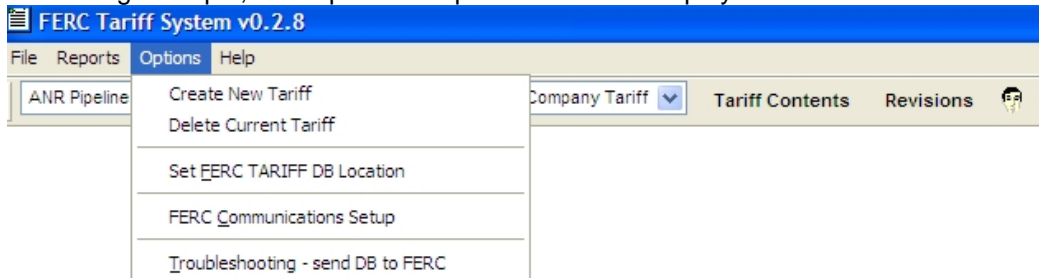 FERC Tariff System v0.2.8
File Reports Options Help
ANR Pipeline Company Tariff Tariff Contents Revisions
Create New Tariff
Delete Current Tariff
Set FERC TARIFF DB Location
FERC Communications Setup
Troubleshooting - send DB to FERC